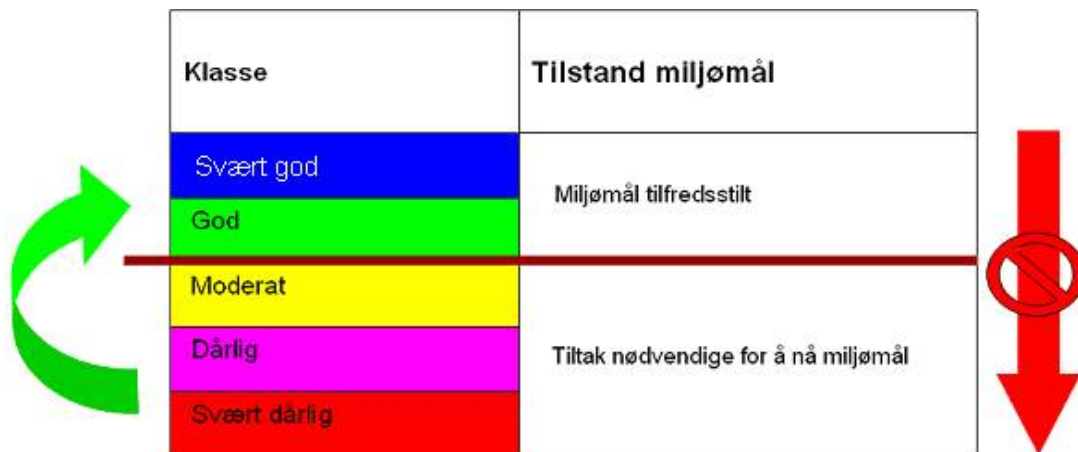 Klasse
Tilstand miljømål
Svært god
Miljømål tilfredsstilt
God
Moderat
Dårlig
Tiltak nødvendige for å nå miljømål
Svært dårlig